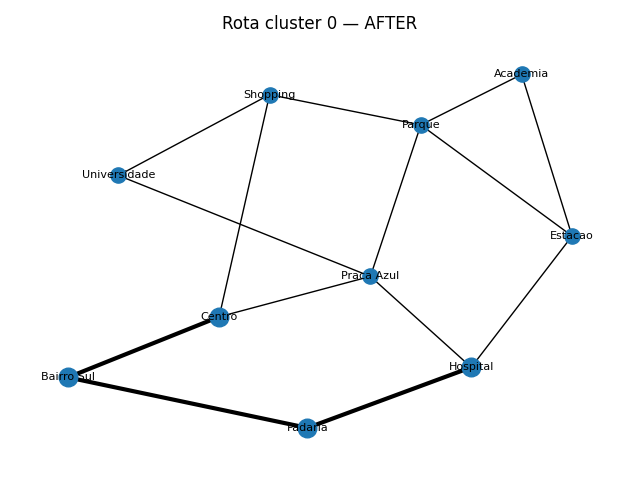 Rota cluster 0 — AFTER
Academia
Shopping
Parque
Universidade
Estacao
Praca Azul
Centro
Hospital
Bairro Sul
Padaria